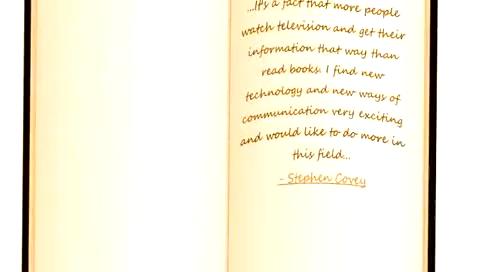 ...It's a fact that more people
watch television and get their
information that way than
read books. I find new
technology and new ways of
communication very exciting
and would like to do more in
this field...
- Stephen Covey